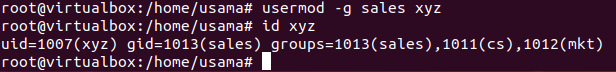 root@virtualbox:/home/usama# usermod -g sales xyz
root@virtualbox:/home/usama# id xyz
uid=1007(xyz) gid=1013(sales) groups=1013(sales),1011(cs),1012(mkt)
root@virtualbox:/home/usama#